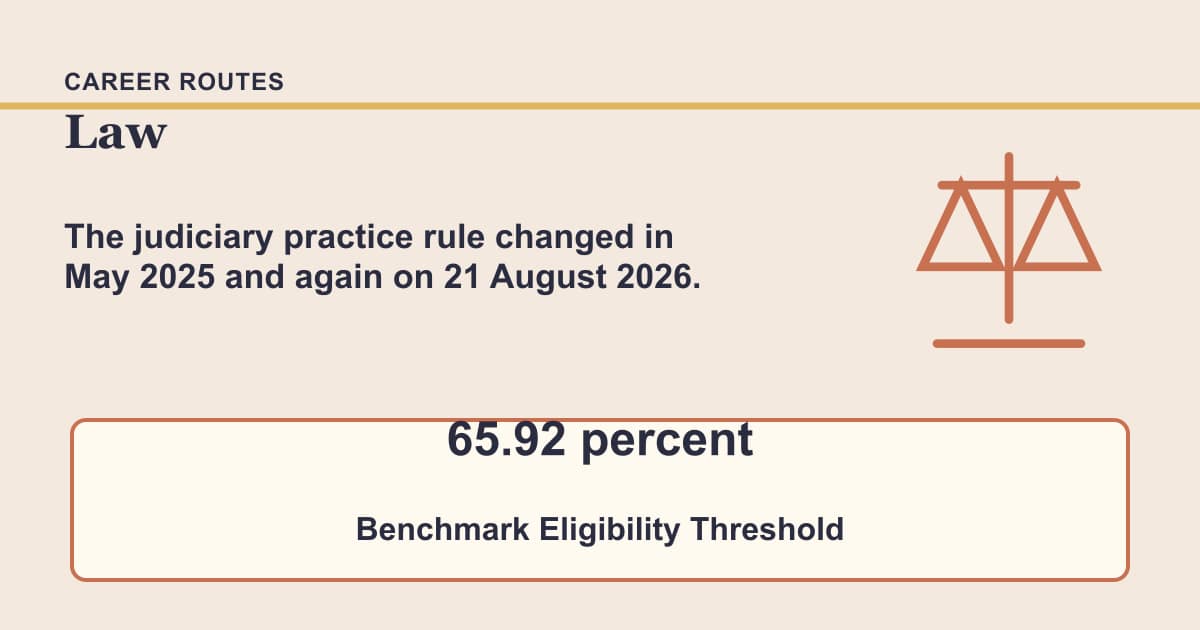 CAREER ROUTES
Law
The judiciary practice rule changed in
May 2025 and again on 21 August 2026.
65.92 percent
Benchmark Eligibility Threshold